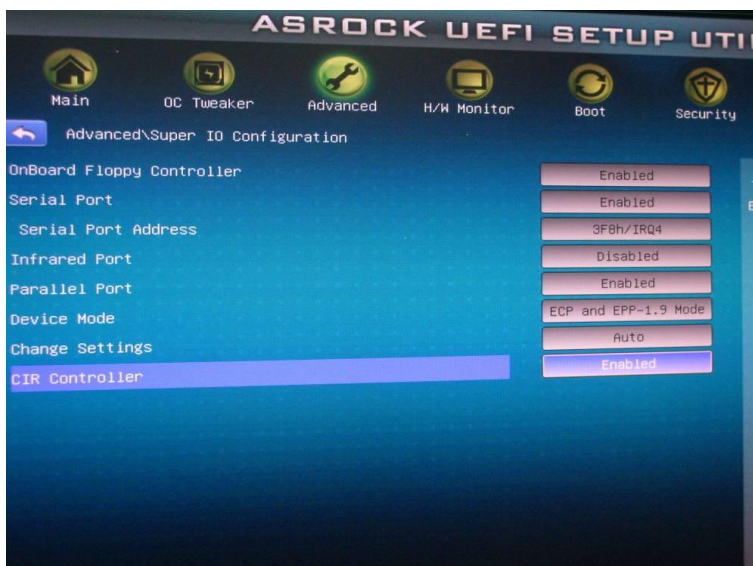 ASROCK UEFI SETUP UTI
Main OC Tweaker Advanced H/W Monitor Boot Security
Advanced\Super IO Configuration
OnBoard Floppy Controller Enabled
Serial Port Enabled
Serial Port Address 3F8h/IRQ4
Infrared Port Disabled
Parallel Port Enabled
Device Mode ECP and EPP-1.9 Mode
Change Settings Auto
CIR Controller Enabled